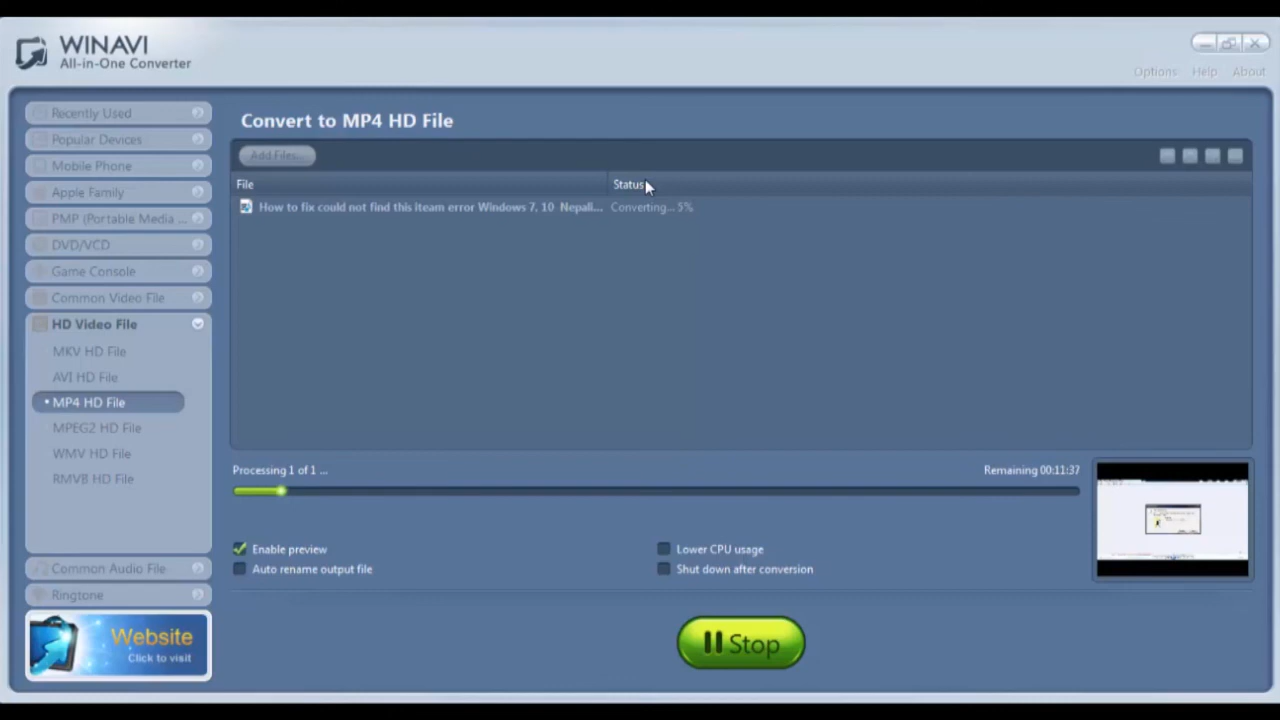 WINAVI
All-in-One Converter
Options Help About
Recently Used
Popular Devices
Mobile Phone
Apple Family
PMP (Portable Media ...
DVD/VCD
Game Console
Common Video File
HD Video File
MKV HD File
AVI HD File
• MP4 HD File
MPEG2 HD File
WMV HD File
RMVB HD File
Common Audio File
Ringtone
Website
Click to visit
Convert to MP4 HD File
Add Files...
File Status
How to fix could not find this iteam error Windows 7, 10 Nepali... Converting... 5%
Processing 1 of 1 ... Remaining 00:11:37
Enable preview Lower CPU usage
Auto rename output file Shut down after conversion
Stop